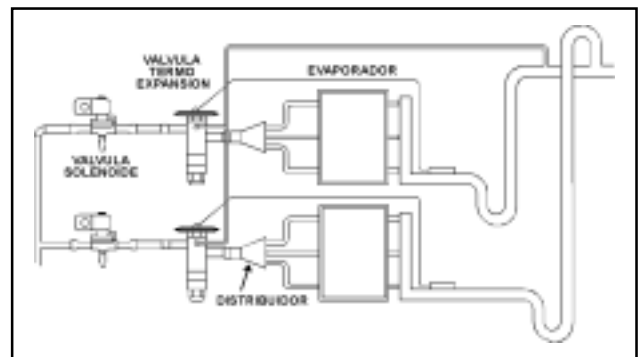 VALVULA
TERMO
EXPANSION
EVAPORADOR
VALVULA
SOLENOIDE
DISTRIBUIDOR